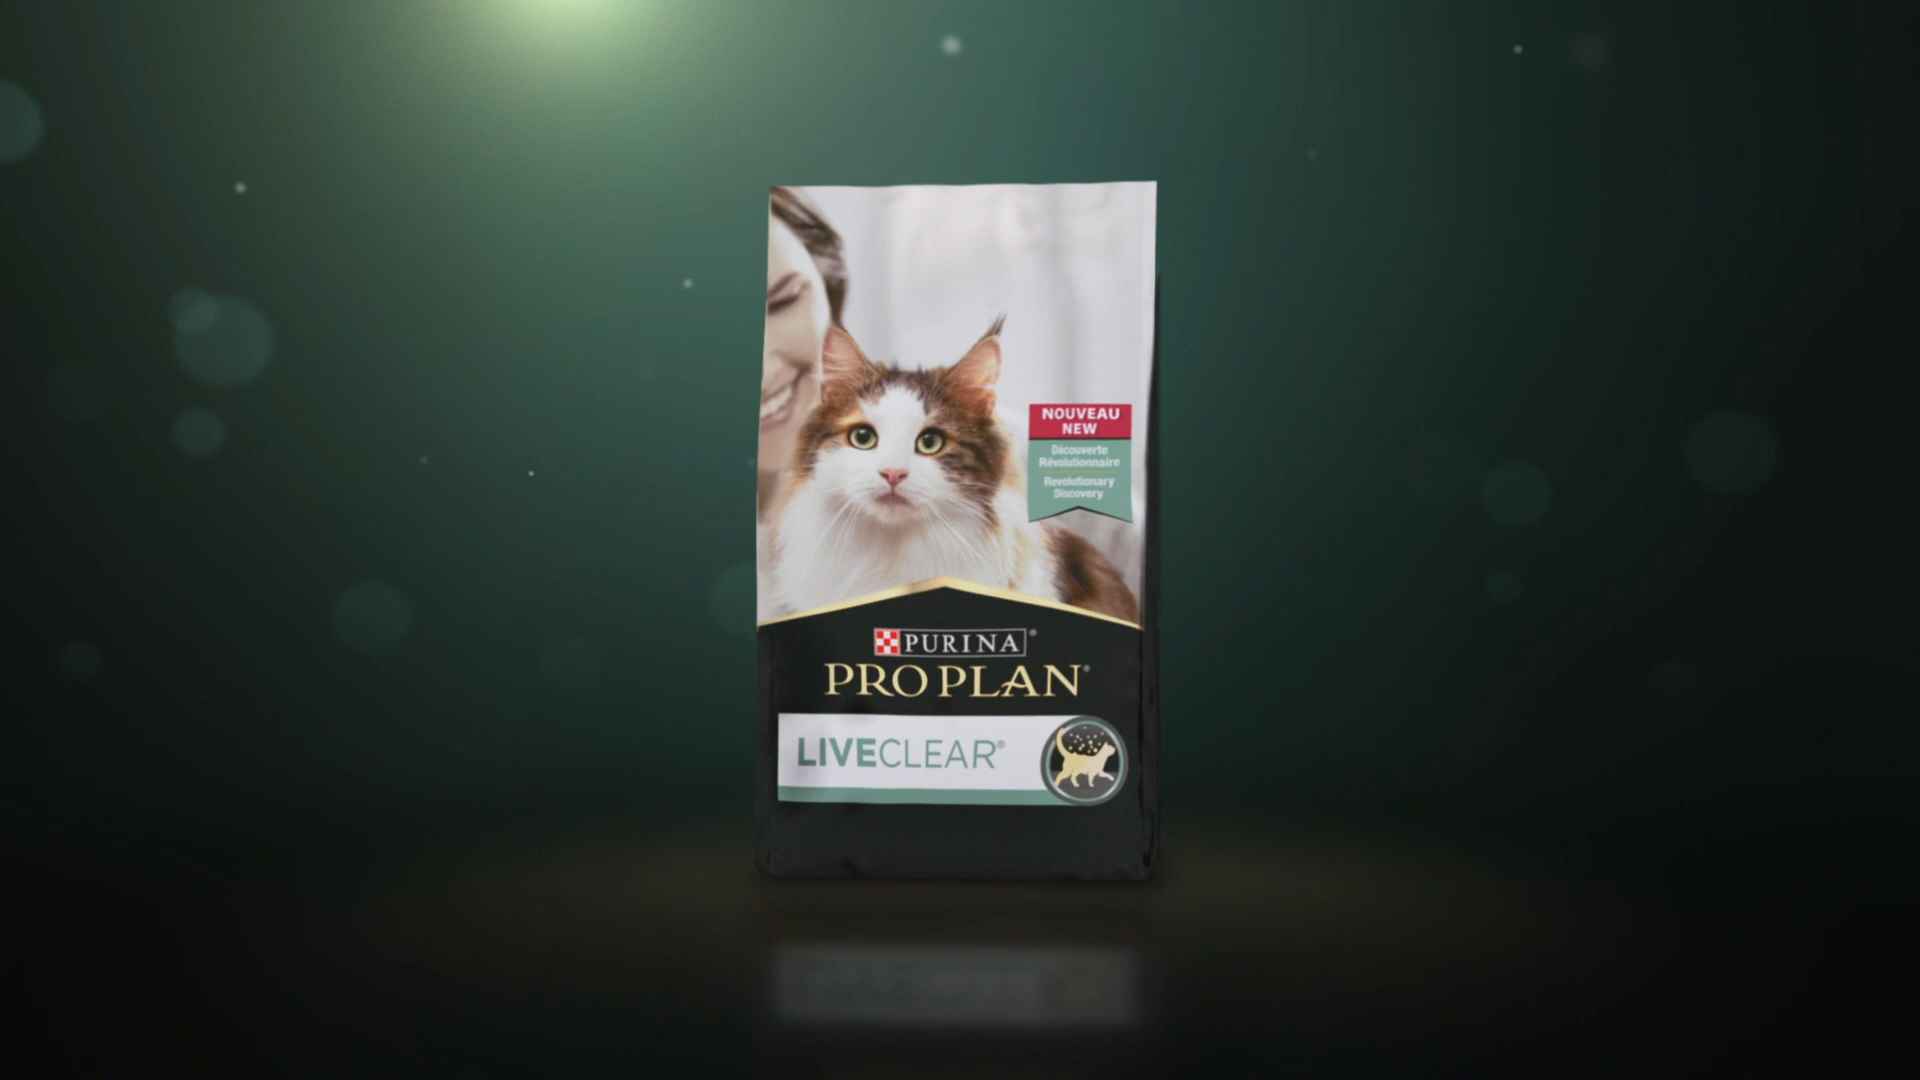 NOUVEAU
NEW
Découverte
Révolutionnaire
Revolutionary
Discovery
PURINA®
PRO PLAN®
LIVECLEAR®